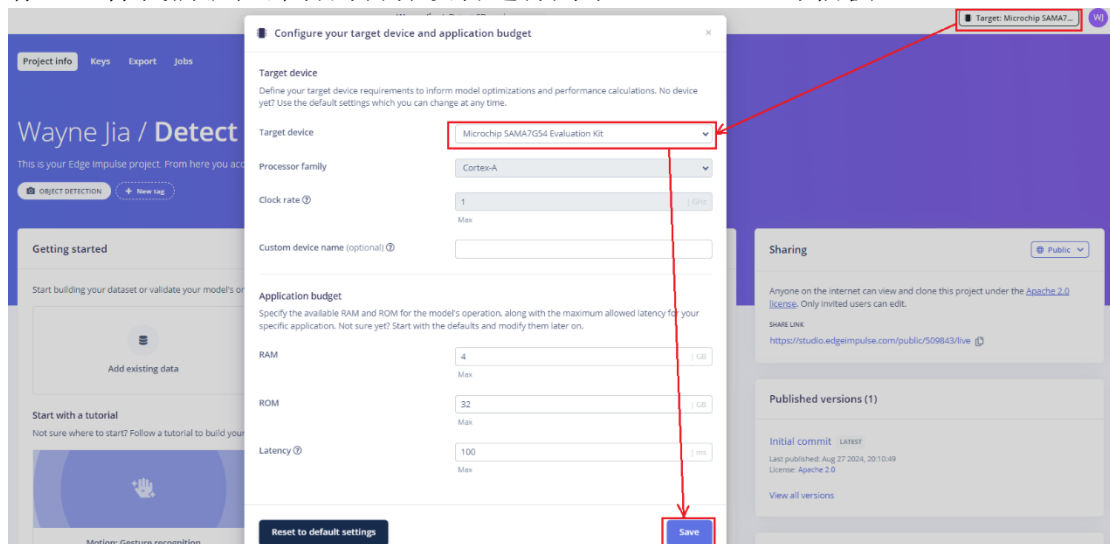 Target: Microchip SAMA7...
WJ
Configure your target device and application budget
×
Project info
Keys
Export
Jobs
Wayne Jia / Detect
This is your Edge Impulse project. From here you acc
OBJECT DETECTION
+ New tag
Target device
Define your target device requirements to inform model optimizations and performance calculations. No device
yet? Use the default settings which you can change at any time.
Target device
Microchip SAMA7G54 Evaluation Kit
Processor family
Cortex-A
Clock rate
1
GHz
Max
Custom device name (optional)
Application budget
Specify the available RAM and ROM for the model's operation, along with the maximum allowed latency for your
specific application. Not sure yet? Start with the defaults and modify them later on.
RAM
4
GB
Max
ROM
32
GB
Max
Latency
100
ms
Max
Reset to default settings
Save
Getting started
Start building your dataset or validate your model's on
Add existing data
Start with a tutorial
Not sure where to start? Follow a tutorial to build your
Motion: Gesture recognition
Sharing
Public
Anyone on the internet can view and clone this project under the Apache 2.0
license. Only invited users can edit.
SHARE LINK
https://studio.edgeimpulse.com/public/509843/live
Published versions (1)
Initial commit LATEST
Last published: Aug 27 2024, 20:10:49
License: Apache 2.0
View all versions